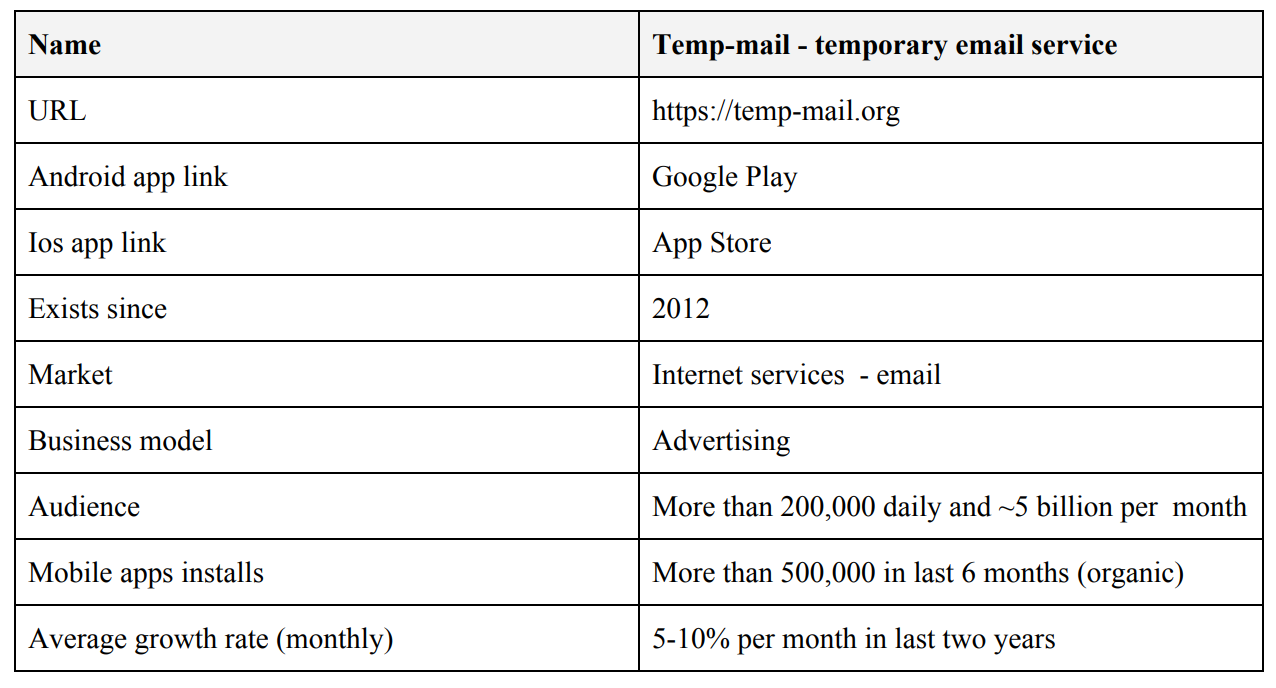 Name Temp-mail - temporary email service
URL https://temp-mail.org
Android app link Google Play
Ios app link App Store
Exists since 2012
Market Internet services  - email
Business model Advertising
Audience More than 200,000 daily and ~5 billion per  month
Mobile apps installs More than 500,000 in last 6 months (organic)
Average growth rate (monthly) 5-10% per month in last two years